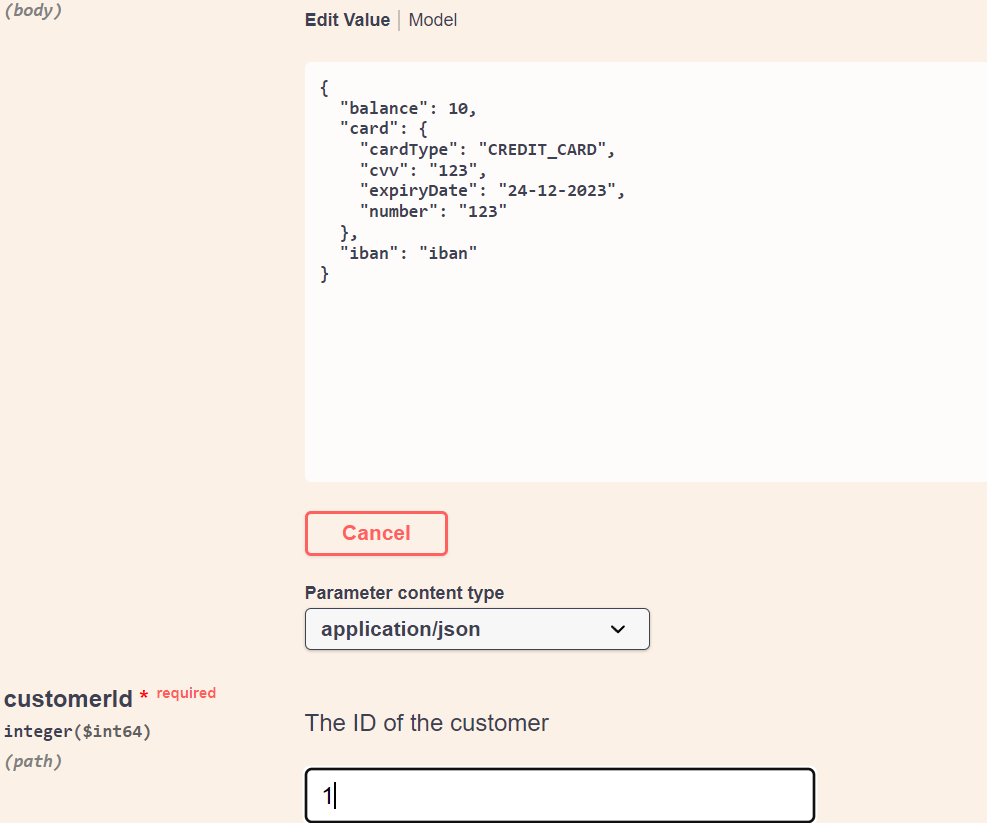 (body)
Edit Value | Model
{
  "balance": 10,
  "card": {
    "cardType": "CREDIT_CARD",
    "cvv": "123",
    "expiryDate": "24-12-2023",
    "number": "123"
  },
  "iban": "iban"
}
Cancel
Parameter content type
application/json
customerId * required
integer($int64)
(path)
The ID of the customer
1